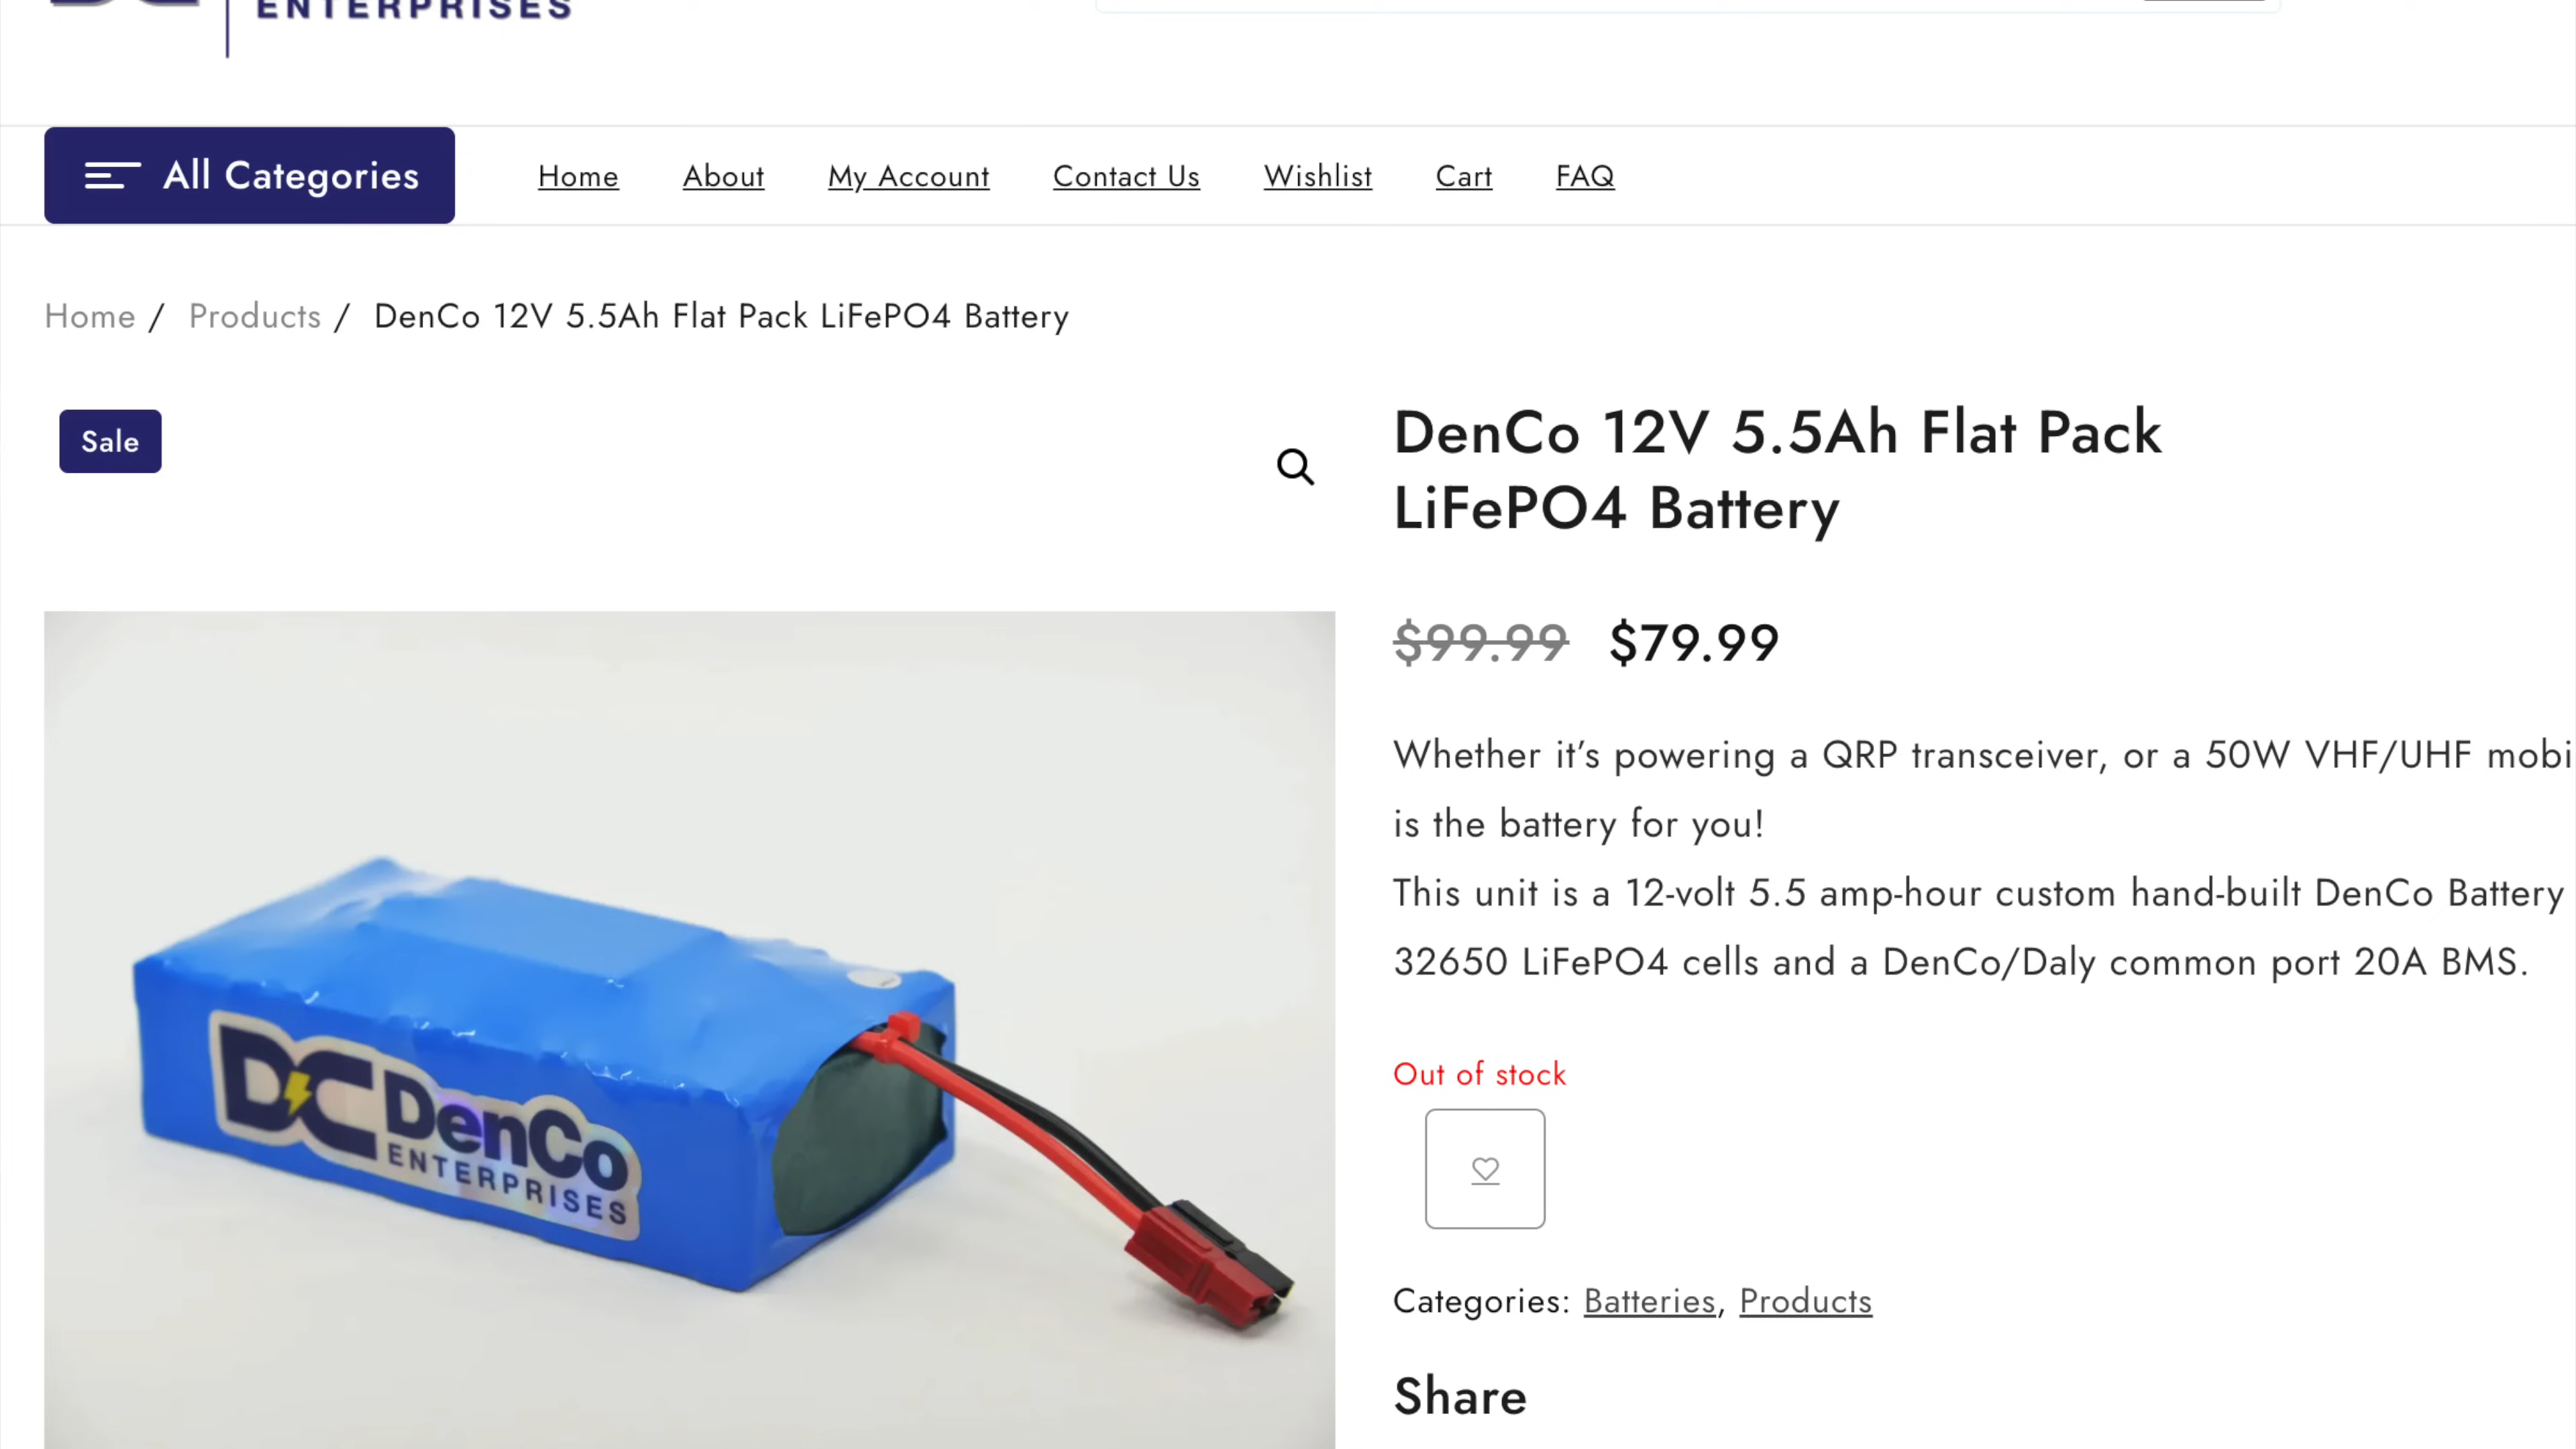 ENTERPRISES
All Categories
Home About My Account Contact Us Wishlist Cart FAQ
Home / Products / DenCo 12V 5.5Ah Flat Pack LiFePO4 Battery
Sale
DenCo 12V 5.5Ah Flat Pack
LiFePO4 Battery
$99.99 $79.99
Whether it’s powering a QRP transceiver, or a 50W VHF/UHF mobi
is the battery for you!
This unit is a 12-volt 5.5 amp-hour custom hand-built DenCo Battery
32650 LiFePO4 cells and a DenCo/Daly common port 20A BMS.
Out of stock
Categories: Batteries, Products
Share
DC DenCo
ENTERPRISES